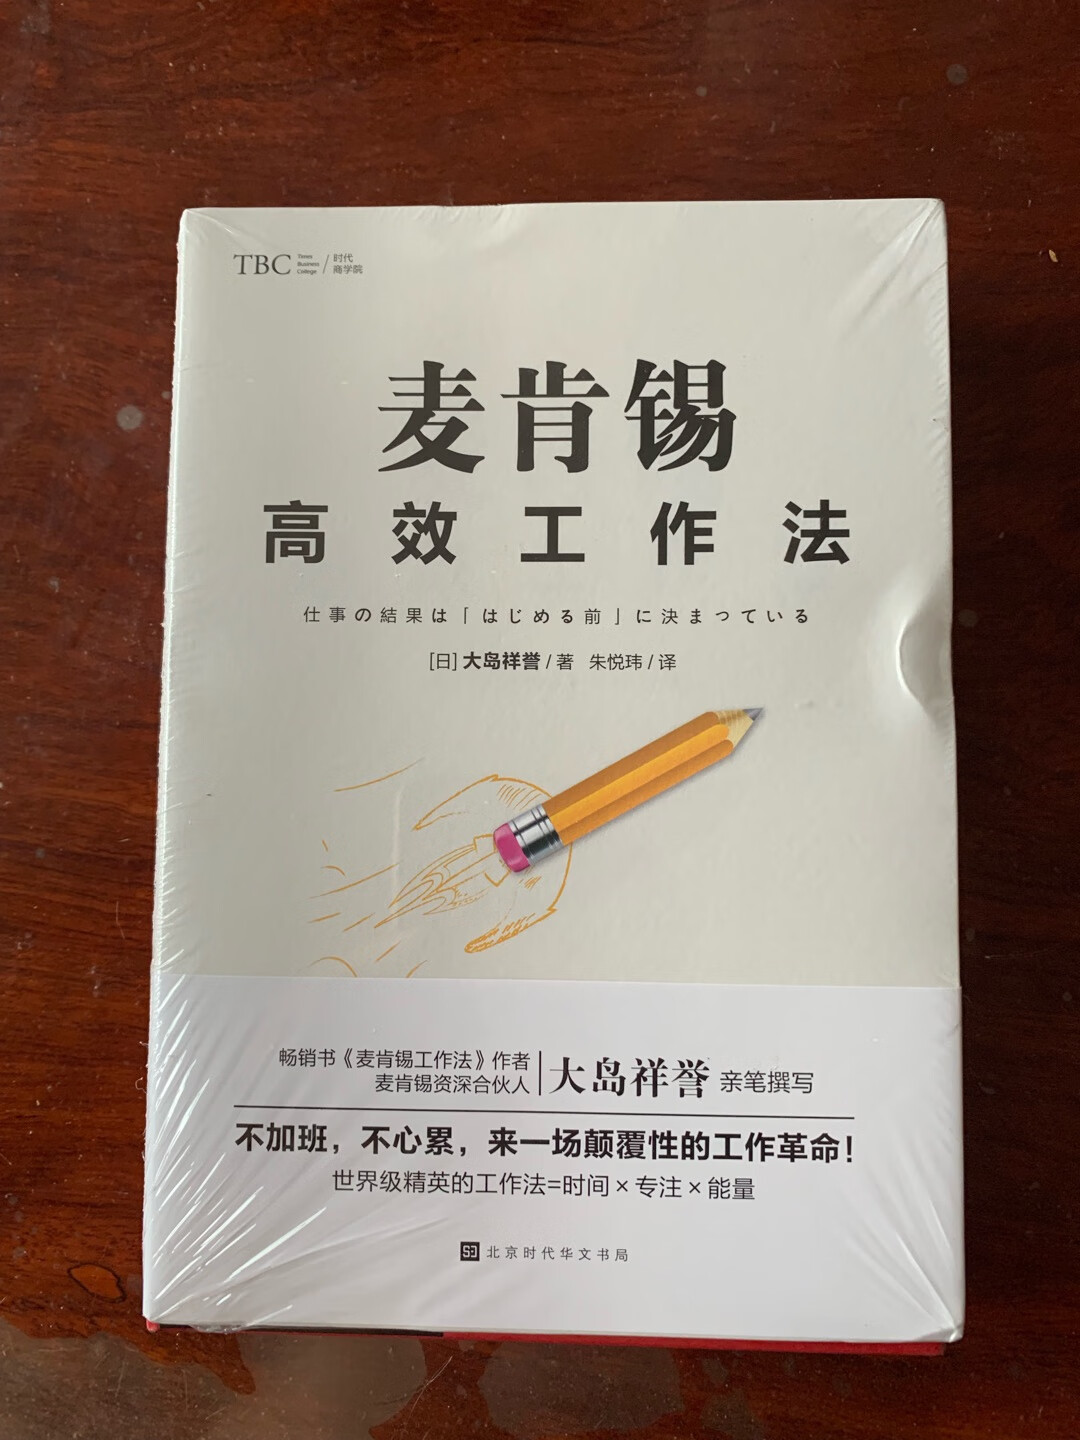 TBC Times Business College / 时代商学院
麦肯锡
高效工作法
仕事の結果は「はじめる前」に決まっている
[日]大岛祥誉/著 朱悦玮/译
畅销书《麦肯锡工作法》作者
麦肯锡资深合伙人
大岛祥誉 亲笔撰写
不加班，不心累，来一场颠覆性的工作革命！
世界级精英的工作法=时间×专注×能量
北京时代华文书局